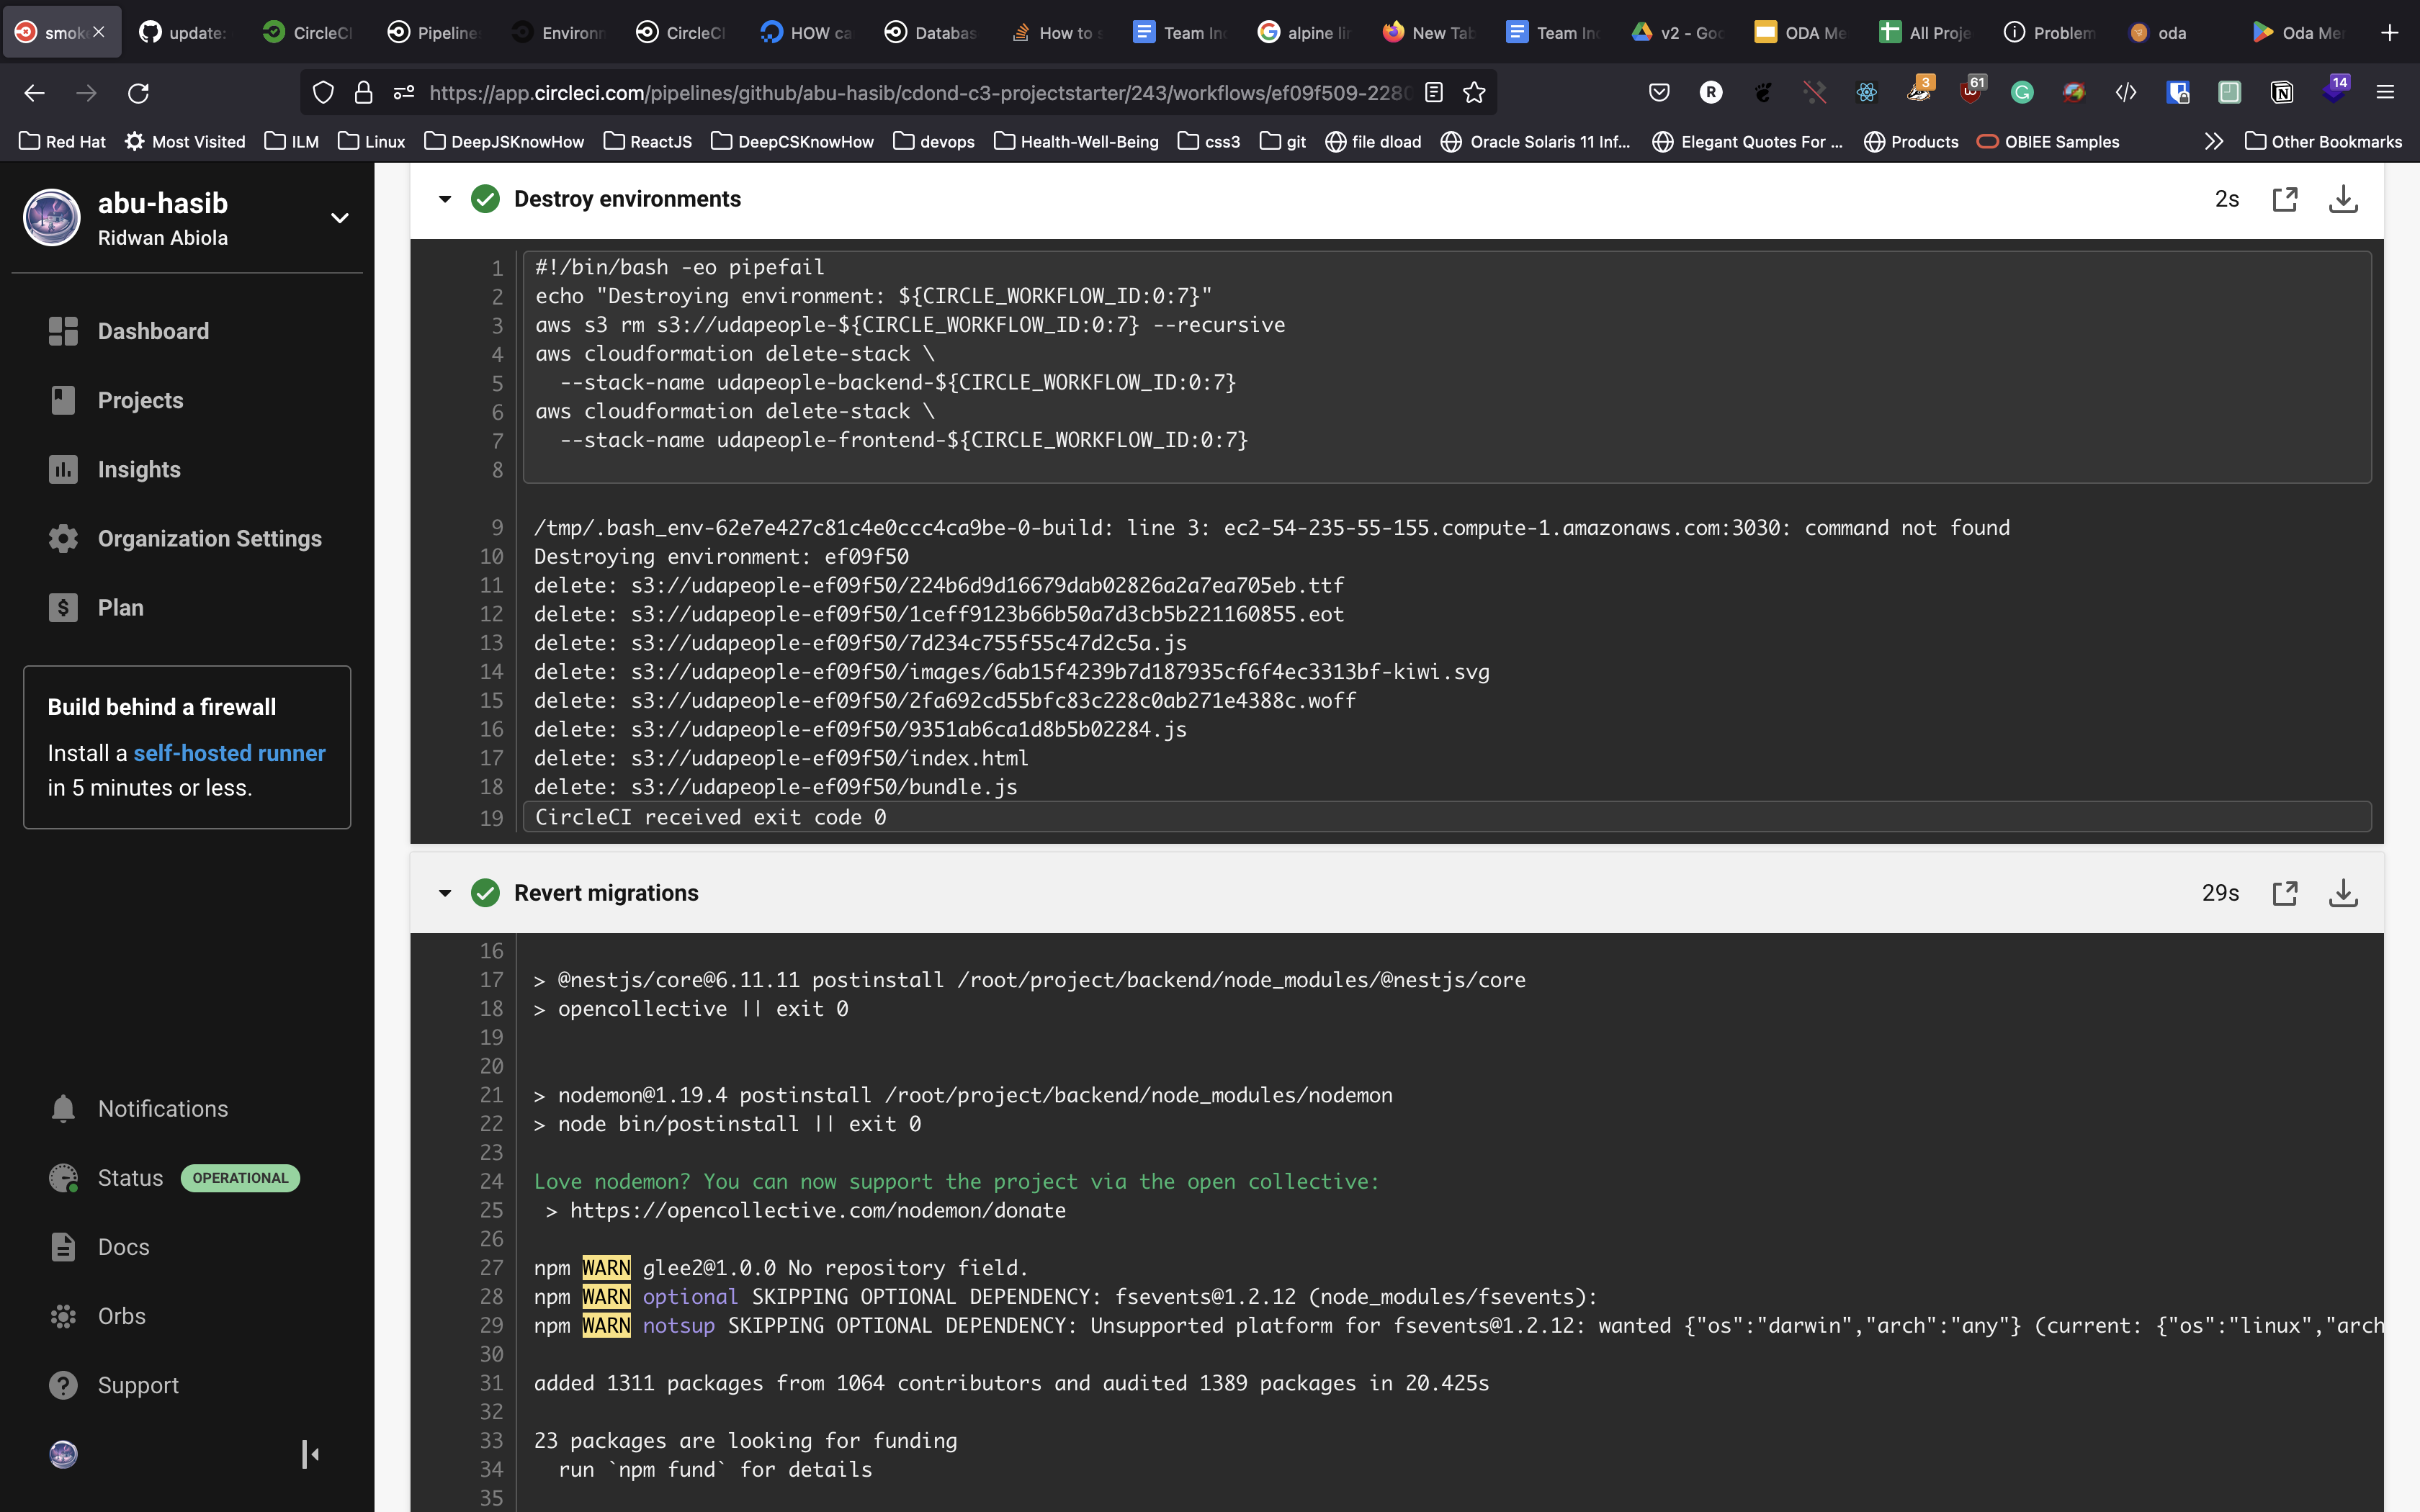 smok
update:
CircleCI
Pipeline
Environ
CircleCI
HOW ca
Databas
How to
Team In
alpine li
New Tab
Team In
v2 - Goo
ODA Me
All Proje
Problem
oda
Oda Me
https://app.circleci.com/pipelines/github/abu-hasib/cdond-c3-projectstarter/243/workflows/ef09f509-2280
3
61
14
Red Hat
Most Visited
ILM
Linux
DeepJSKnowHow
ReactJS
DeepCSKnowHow
devops
Health-Well-Being
css3
git
file dload
Oracle Solaris 11 Inf...
Elegant Quotes For ...
Products
OBIEE Samples
Other Bookmarks
abu-hasib
Ridwan Abiola
Dashboard
Projects
Insights
Organization Settings
Plan
Build behind a firewall
Install a self-hosted runner
in 5 minutes or less.
Notifications
Status OPERATIONAL
Docs
Orbs
Support
Destroy environments
2s
1 #!/bin/bash -eo pipefail
2 echo "Destroying environment: ${CIRCLE_WORKFLOW_ID:0:7}"
3 aws s3 rm s3://udapeople-${CIRCLE_WORKFLOW_ID:0:7} --recursive
4 aws cloudformation delete-stack \
5 --stack-name udapeople-backend-${CIRCLE_WORKFLOW_ID:0:7}
6 aws cloudformation delete-stack \
7 --stack-name udapeople-frontend-${CIRCLE_WORKFLOW_ID:0:7}
8
9 /tmp/.bash_env-62e7e427c81c4e0ccc4ca9be-0-build: line 3: ec2-54-235-55-155.compute-1.amazonaws.com:3030: command not found
10 Destroying environment: ef09f50
11 delete: s3://udapeople-ef09f50/224b6d9d16679dab02826a2a7ea705eb.ttf
12 delete: s3://udapeople-ef09f50/1ceff9123b66b50a7d3cb5b221160855.eot
13 delete: s3://udapeople-ef09f50/7d234c755f55c47d2c5a.js
14 delete: s3://udapeople-ef09f50/images/6ab15f4239b7d187935cf6f4ec3313bf-kiwi.svg
15 delete: s3://udapeople-ef09f50/2fa692cd55bfc83c228c0ab271e4388c.woff
16 delete: s3://udapeople-ef09f50/9351ab6ca1d8b5b02284.js
17 delete: s3://udapeople-ef09f50/index.html
18 delete: s3://udapeople-ef09f50/bundle.js
19 CircleCI received exit code 0
Revert migrations
29s
16
17 > @nestjs/core@6.11.11 postinstall /root/project/backend/node_modules/@nestjs/core
18 > opencollective || exit 0
19
20
21 > nodemon@1.19.4 postinstall /root/project/backend/node_modules/nodemon
22 > node bin/postinstall || exit 0
23
24 Love nodemon? You can now support the project via the open collective:
25 > https://opencollective.com/nodemon/donate
26
27 npm WARN glee2@1.0.0 No repository field.
28 npm WARN optional SKIPPING OPTIONAL DEPENDENCY: fsevents@1.2.12 (node_modules/fsevents):
29 npm WARN notsup SKIPPING OPTIONAL DEPENDENCY: Unsupported platform for fsevents@1.2.12: wanted {"os":"darwin","arch":"any"} (current: {"os":"linux","arch
30
31 added 1311 packages from 1064 contributors and audited 1389 packages in 20.425s
32
33 23 packages are looking for funding
34 run `npm fund` for details
35